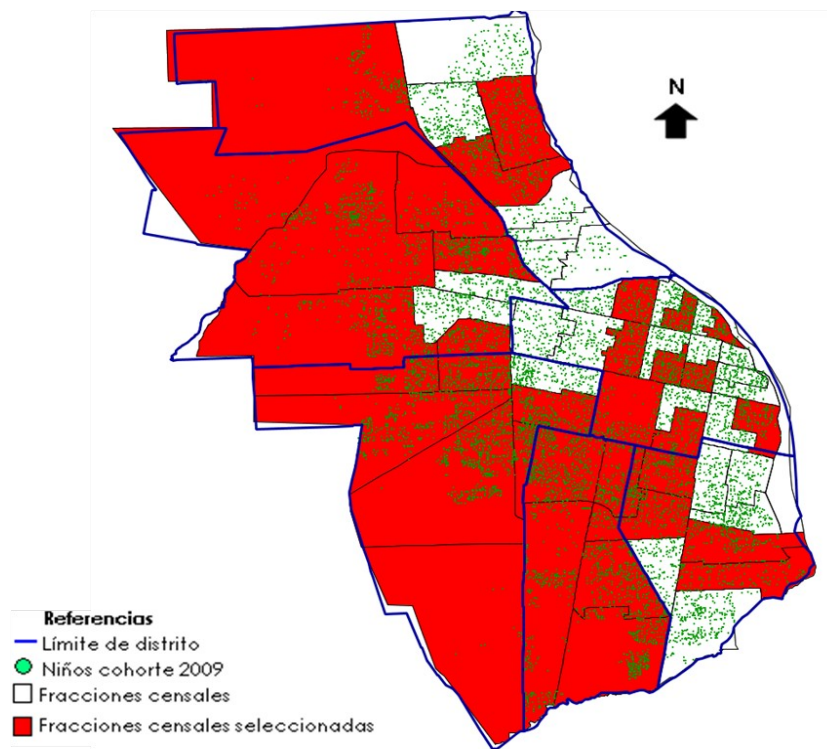 N
Referencias
Límite de distrito
Niños cohorte 2009
Fracciones censales
Fracciones censales seleccionadas